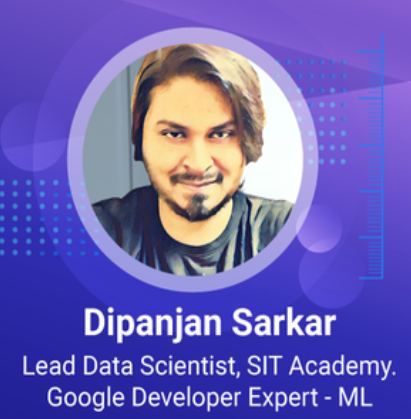 Dipanjan Sarkar
Lead Data Scientist, SIT Academy.
Google Developer Expert - ML